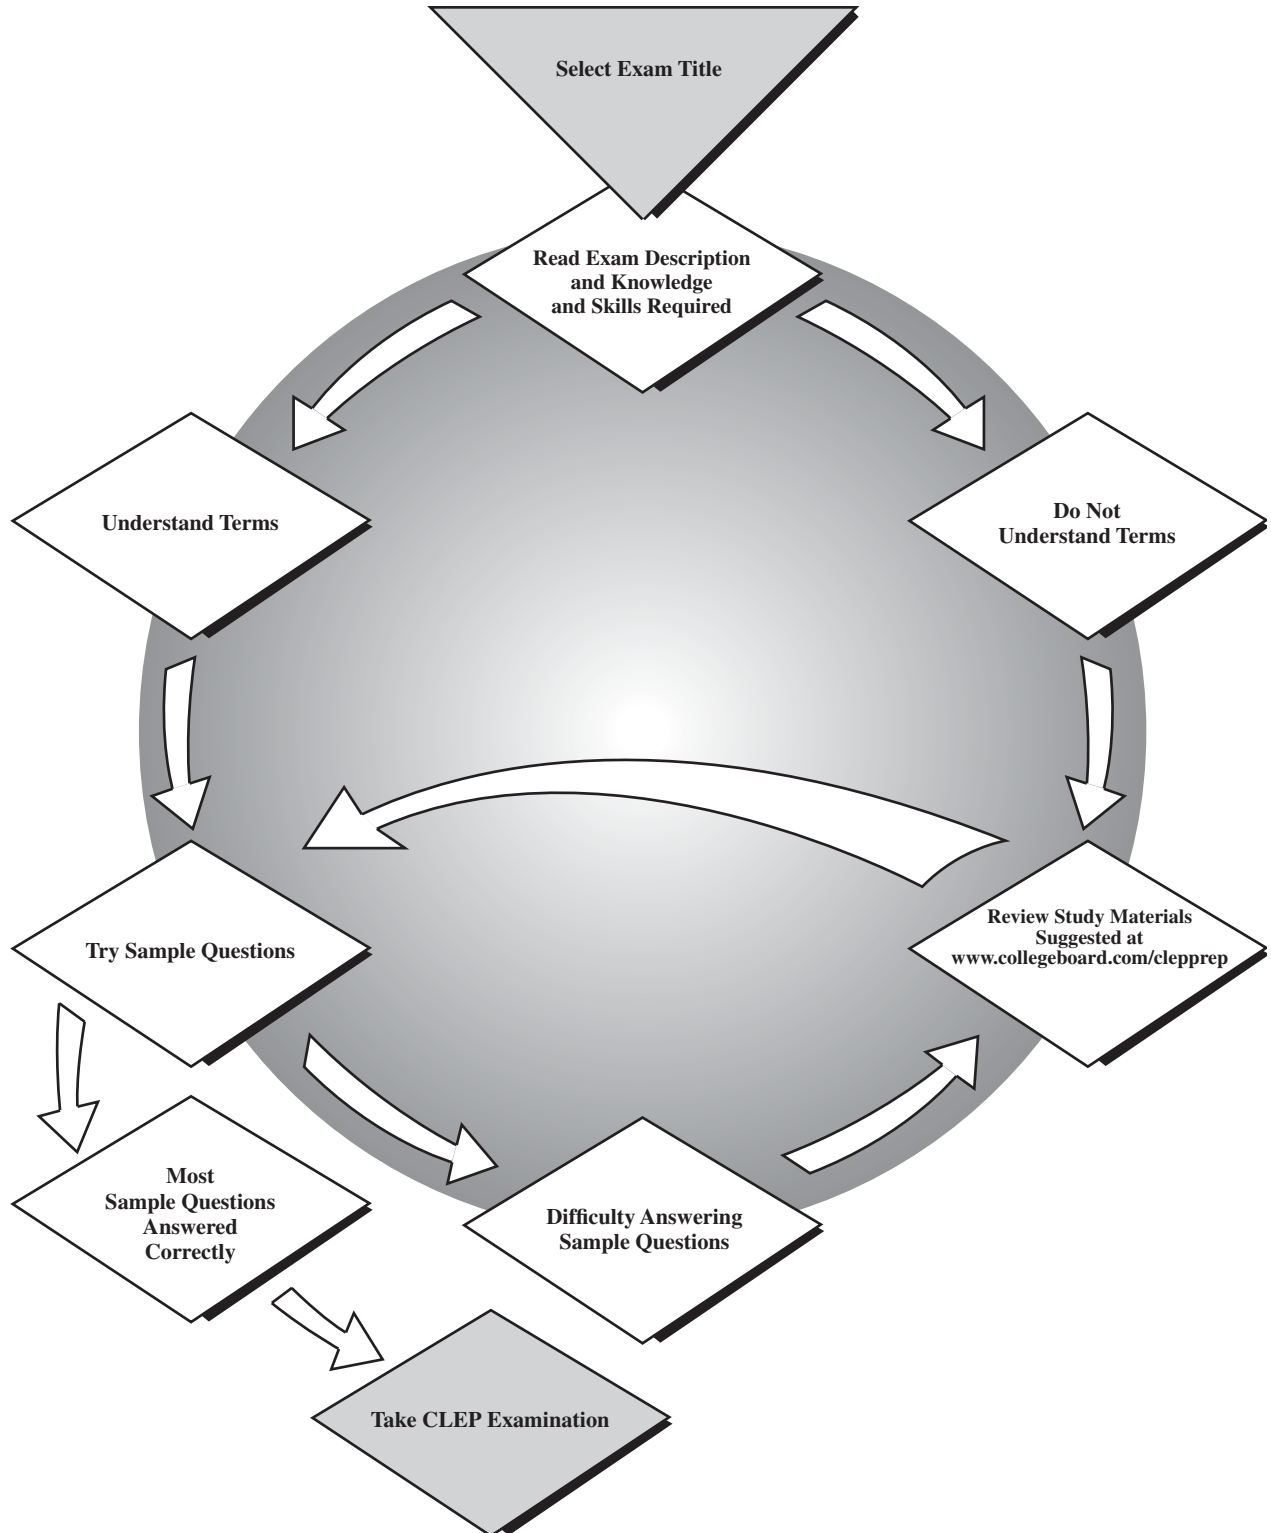 Select Exam Title
Read Exam Description
and Knowledge
and Skills Required
Understand Terms
Do Not
Understand Terms
Try Sample Questions
Review Study Materials
Suggested at
www.collegeboard.com/clepprep
Most
Sample Questions
Answered
Correctly
Difficulty Answering
Sample Questions
Take CLEP Examination